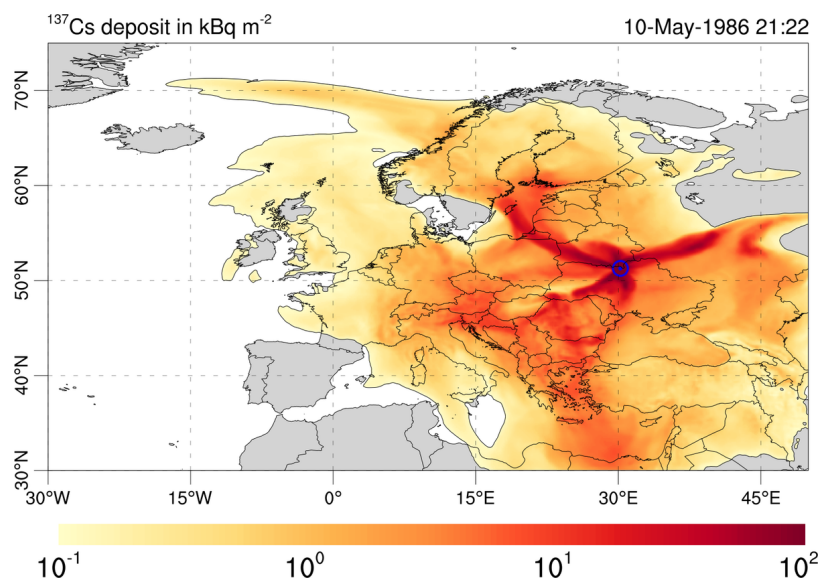 ¹³⁷Cs deposit in kBq m⁻² 10-May-1986 21:22
70°N
60°N
50°N
40°N
30°N
30°W 15°W 0° 15°E 30°E 45°E
10⁻¹ 10⁰ 10¹ 10²